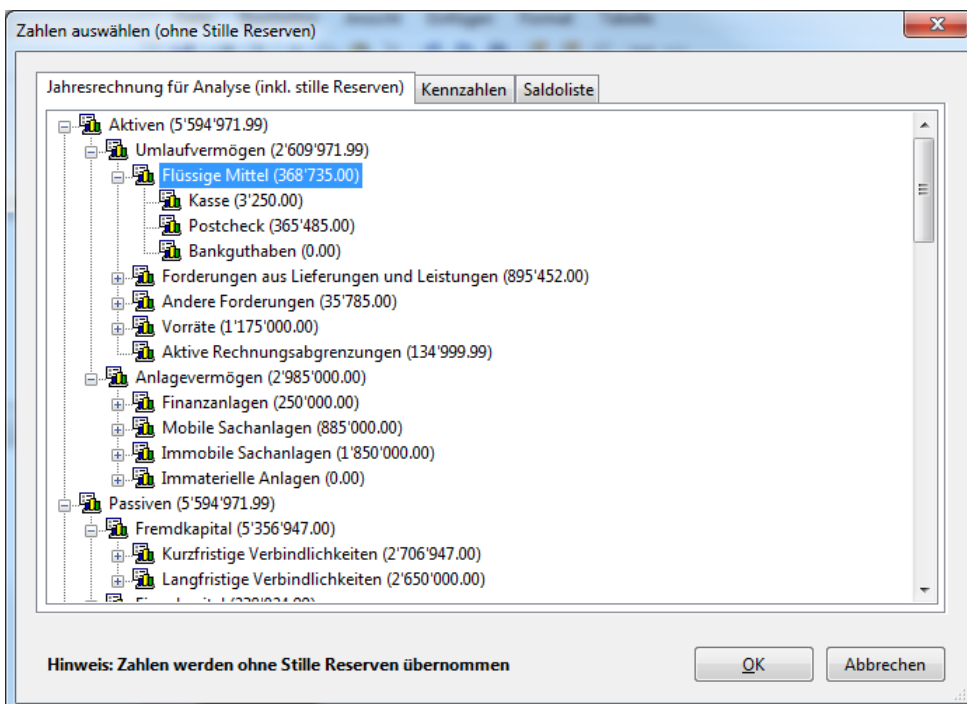 Zahlen auswählen (ohne Stille Reserven)
Jahresrechnung für Analyse (inkl. stille Reserven) Kennzahlen Saldoliste
Aktiven (5'594'971.99)
Umlaufvermögen (2'609'971.99)
Flüssige Mittel (368'735.00)
Kasse (3'250.00)
Postcheck (365'485.00)
Bankguthaben (0.00)
Forderungen aus Lieferungen und Leistungen (895'452.00)
Andere Forderungen (35'785.00)
Vorräte (1'175'000.00)
Aktive Rechnungsabgrenzungen (134'999.99)
Anlagevermögen (2'985'000.00)
Finanzanlagen (250'000.00)
Mobile Sachanlagen (885'000.00)
Immobile Sachanlagen (1'850'000.00)
Immaterielle Anlagen (0.00)
Passiven (5'594'971.99)
Fremdkapital (5'356'947.00)
Kurzfristige Verbindlichkeiten (2'706'947.00)
Langfristige Verbindlichkeiten (2'650'000.00)
Hinweis: Zahlen werden ohne Stille Reserven übernommen
OK Abbrechen